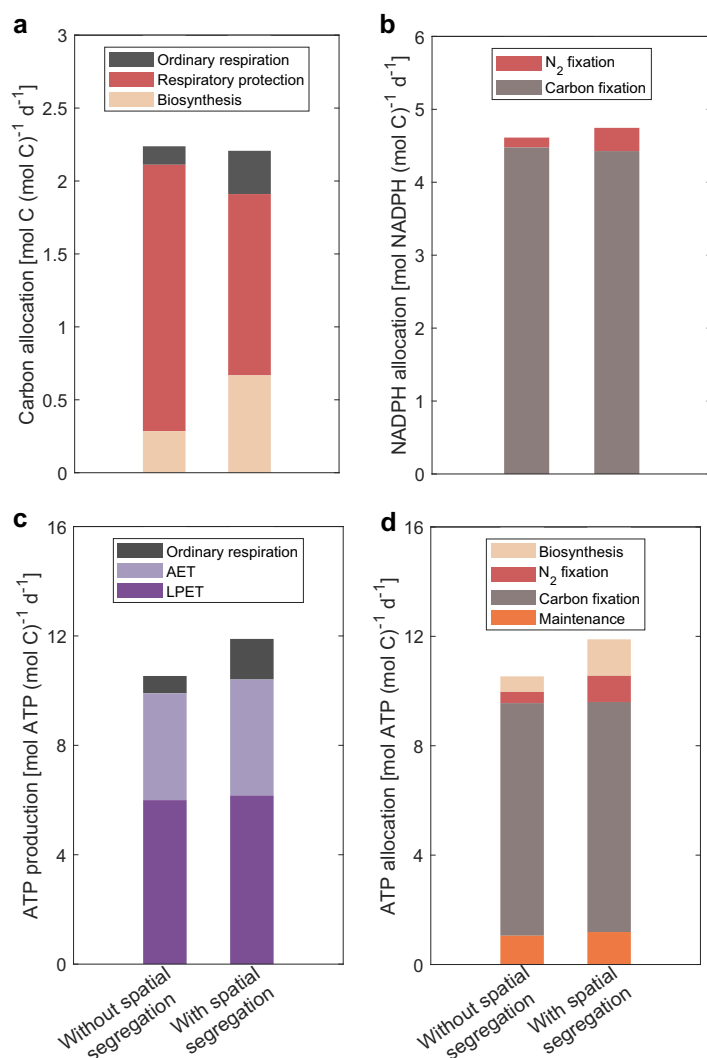 a
3
2.5
2
1.5
1
0.5
0
Carbon allocation [mol C (mol C)⁻¹ d⁻¹]
Ordinary respiration
Respiratory protection
Biosynthesis
b
6
5
4
3
2
1
0
NADPH allocation [mol NADPH (mol C)⁻¹ d⁻¹]
N₂ fixation
Carbon fixation
c
16
12
8
4
0
ATP production [mol ATP (mol C)⁻¹ d⁻¹]
Ordinary respiration
AET
LPET
Without spatial
segregation
With spatial
segregation
d
16
12
8
4
0
ATP allocation [mol ATP (mol C)⁻¹ d⁻¹]
Biosynthesis
N₂ fixation
Carbon fixation
Maintenance
Without spatial
segregation
With spatial
segregation